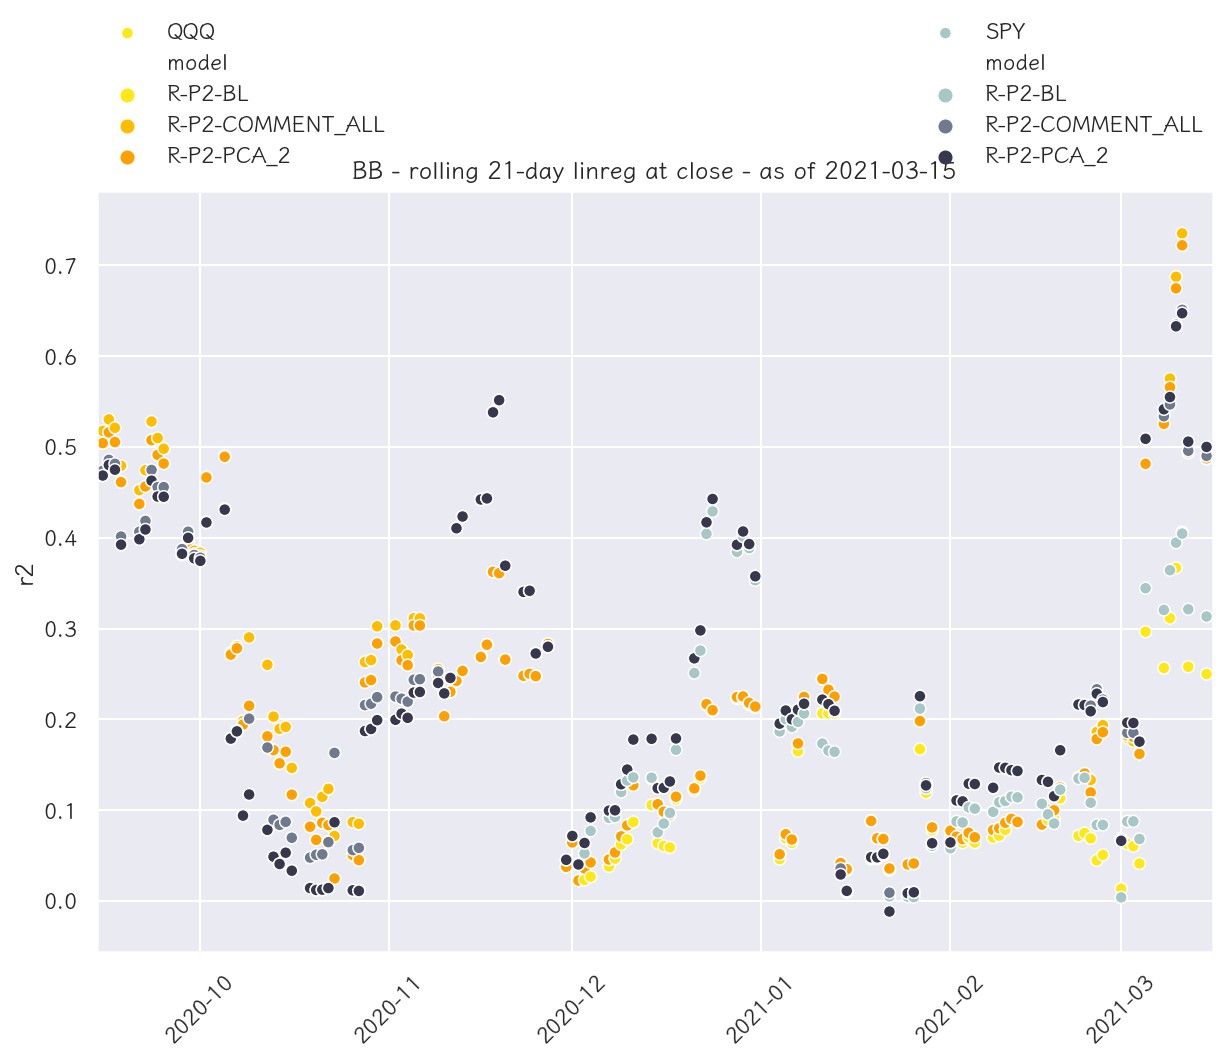 QQQ
model
R-P2-BL
R-P2-COMMENT_ALL
R-P2-PCA_2
SPY
model
R-P2-BL
R-P2-COMMENT_ALL
R-P2-PCA_2
BB - rolling 21-day linreg at close - as of 2021-03-15
r2
0.7
0.6
0.5
0.4
0.3
0.2
0.1
0.0
2020-10
2020-11
2020-12
2021-01
2021-02
2021-03